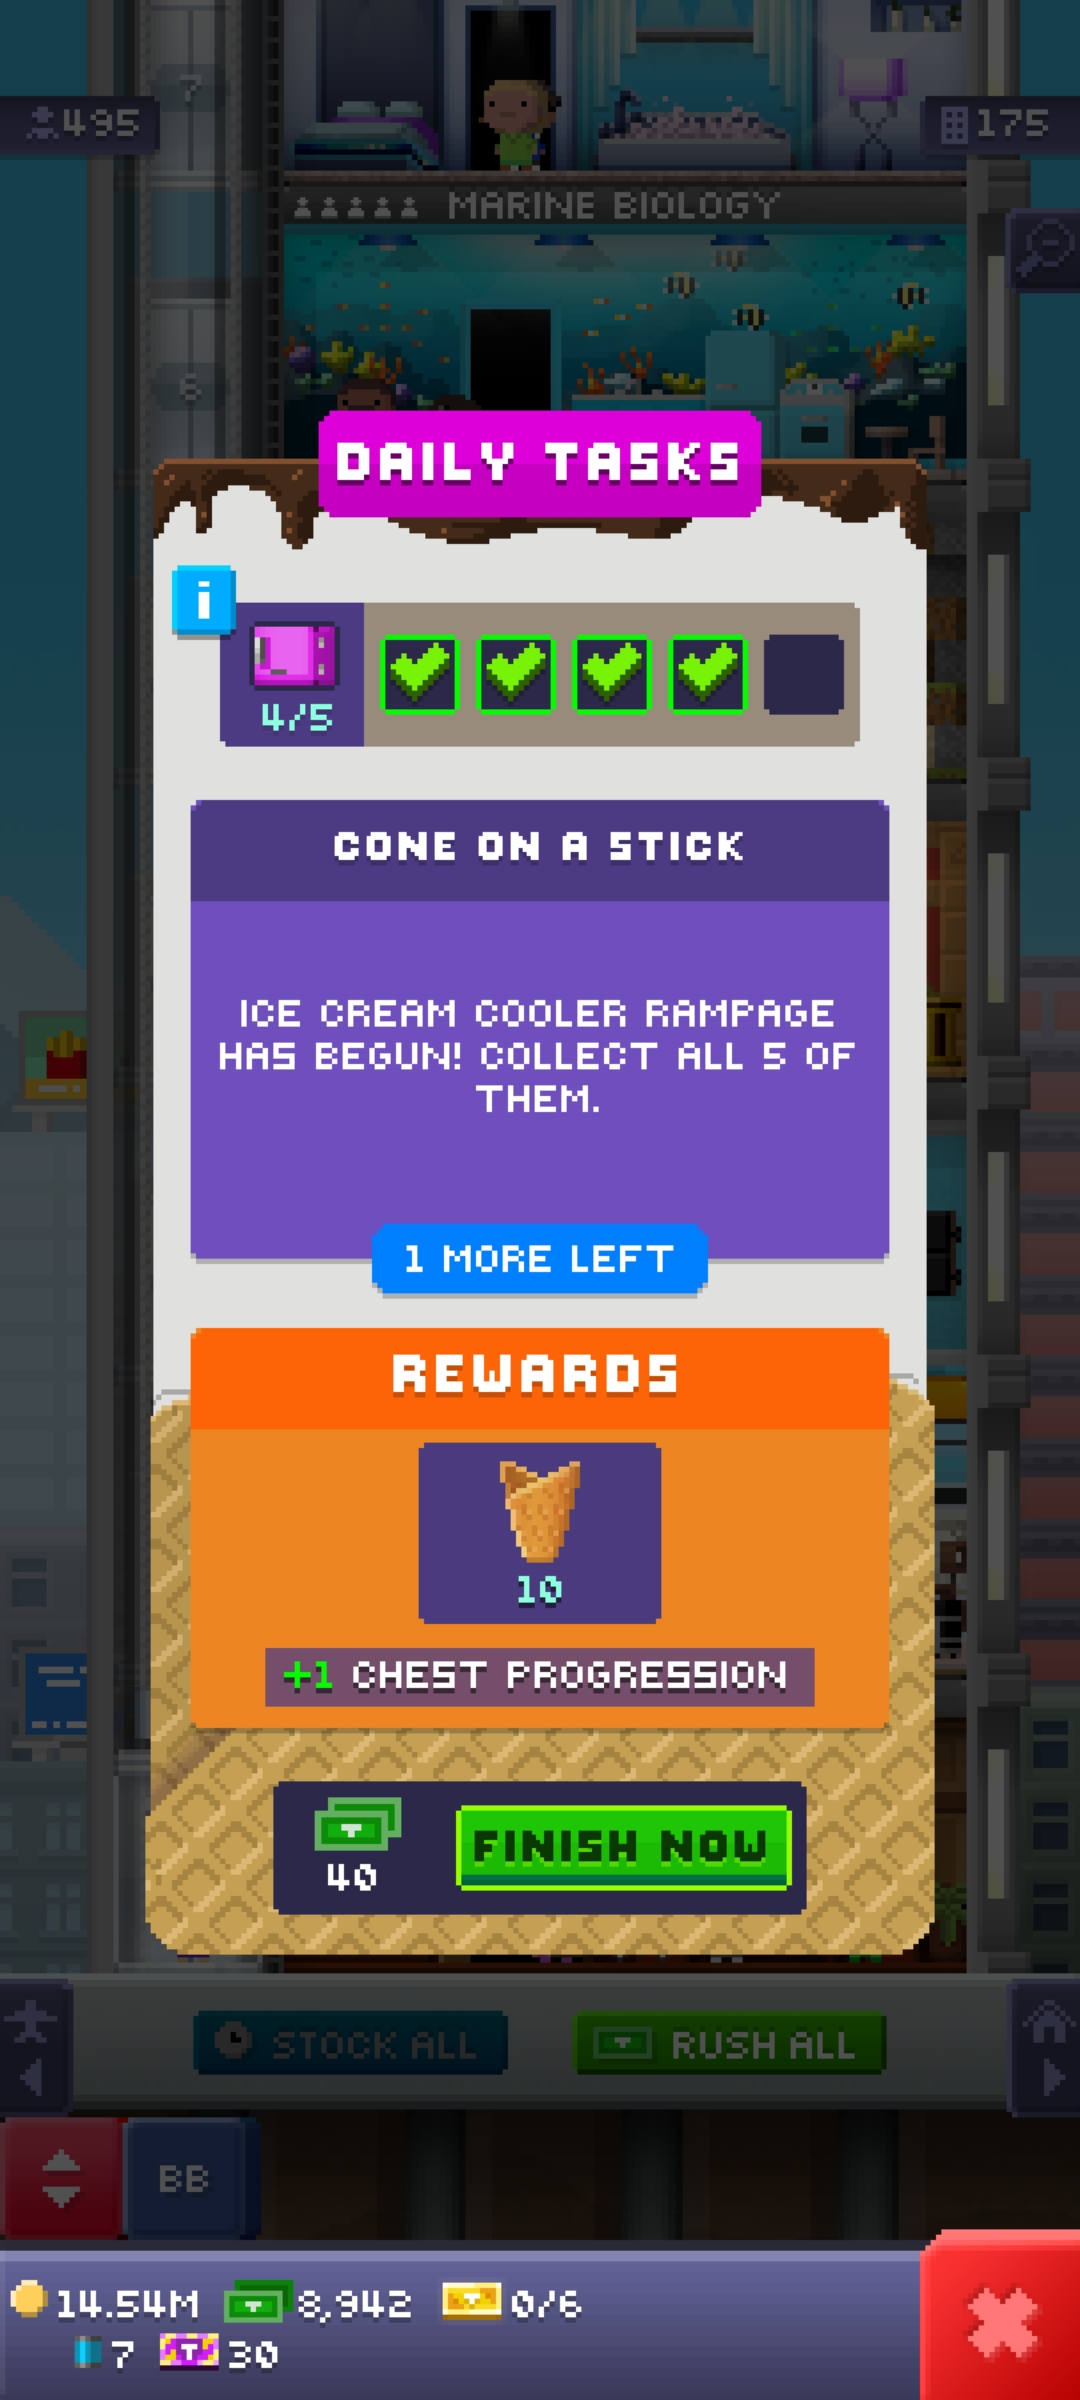 7
495
175
MARINE BIOLOGY
6
DAILY TASKS
i
4/5
CONE ON A STICK
ICE CREAM COOLER RAMPAGE
HAS BEGUN! COLLECT ALL 5 OF
THEM.
1 MORE LEFT
REWARDS
10
+1 CHEST PROGRESSION
40
FINISH NOW
STOCK ALL
RUSH ALL
BB
14.54M 8,942 0/6
7 30